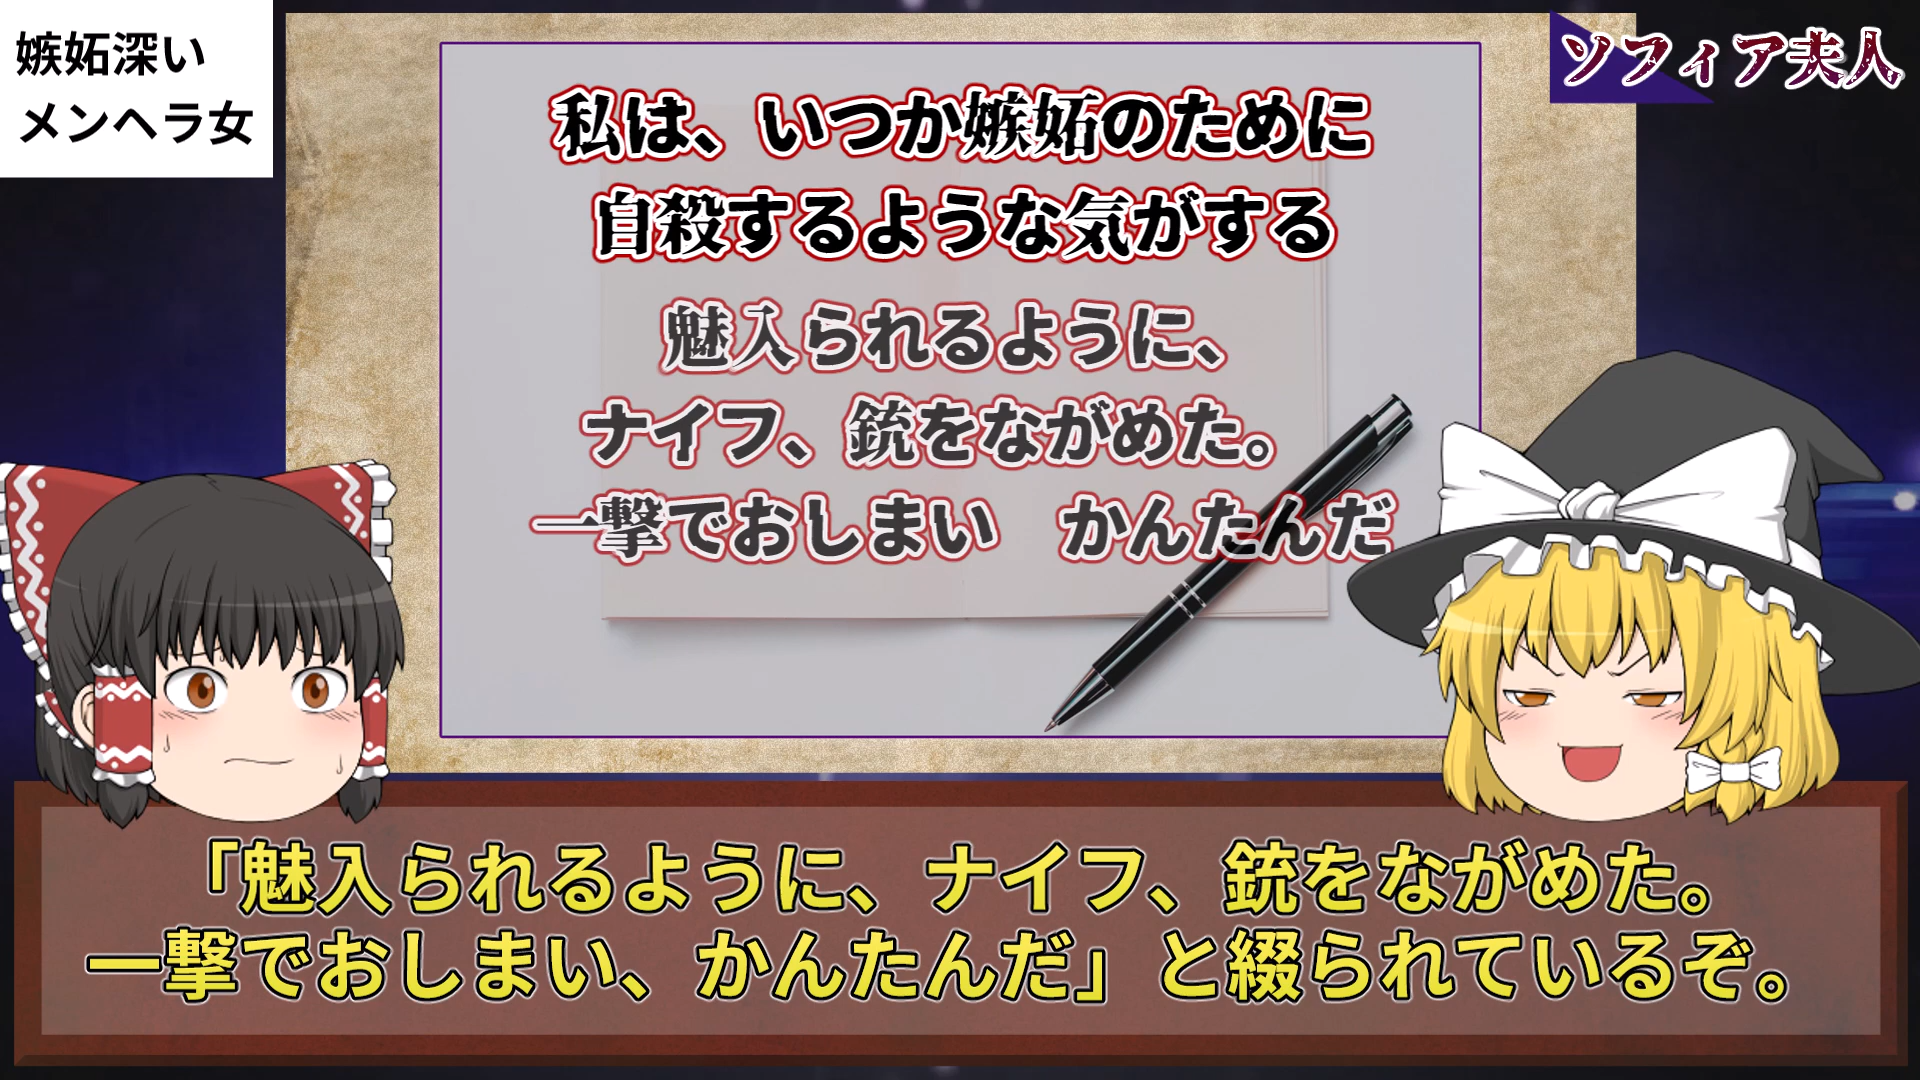 嫉妬深い
メンヘラ女
ソフィア夫人
私は、いつか嫉妬のために
自殺するような気がする
魅入られるように、
ナイフ、銃をながめた。
一撃でおしまい　かんたんだ
「魅入られるように、ナイフ、銃をながめた。
一撃でおしまい、かんたんだ」と綴られているぞ。